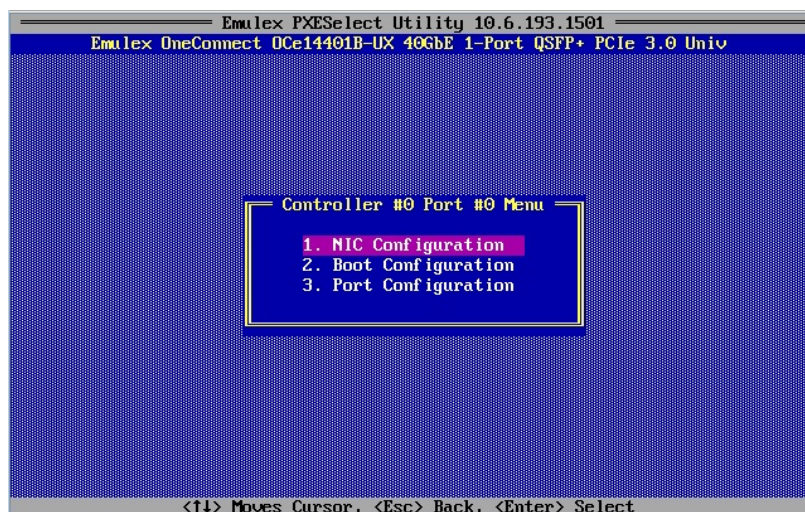 Emulex PXESelect Utility 10.6.193.1501
Emulex OneConnect OCe14401B-UX 40GbE 1-Port QSFP+ PCIe 3.0 Univ
Controller #0 Port #0 Menu
1. NIC Configuration
2. Boot Configuration
3. Port Configuration
<↑↓> Moves Cursor, <Esc> Back, <Enter> Select